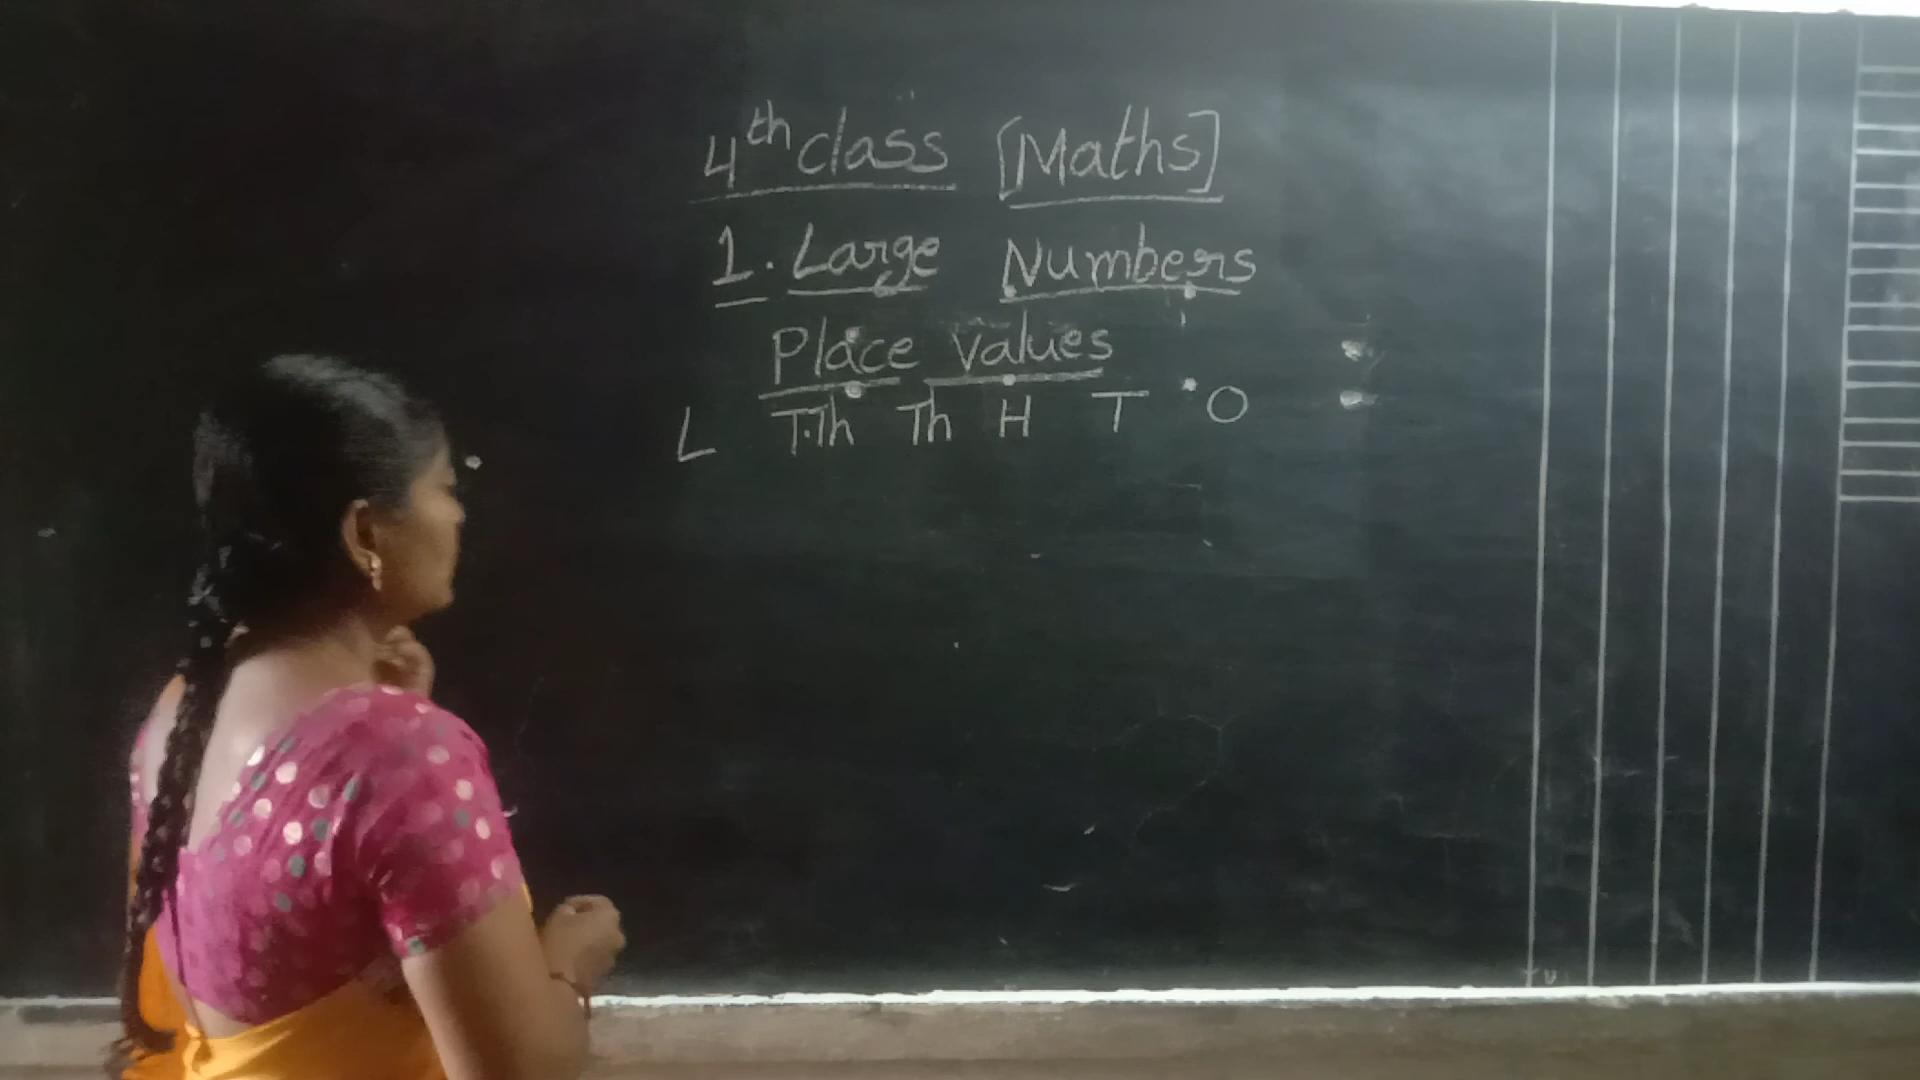 4th class [Maths]
1. Large Numbers
Place values
L T.Th Th H T O